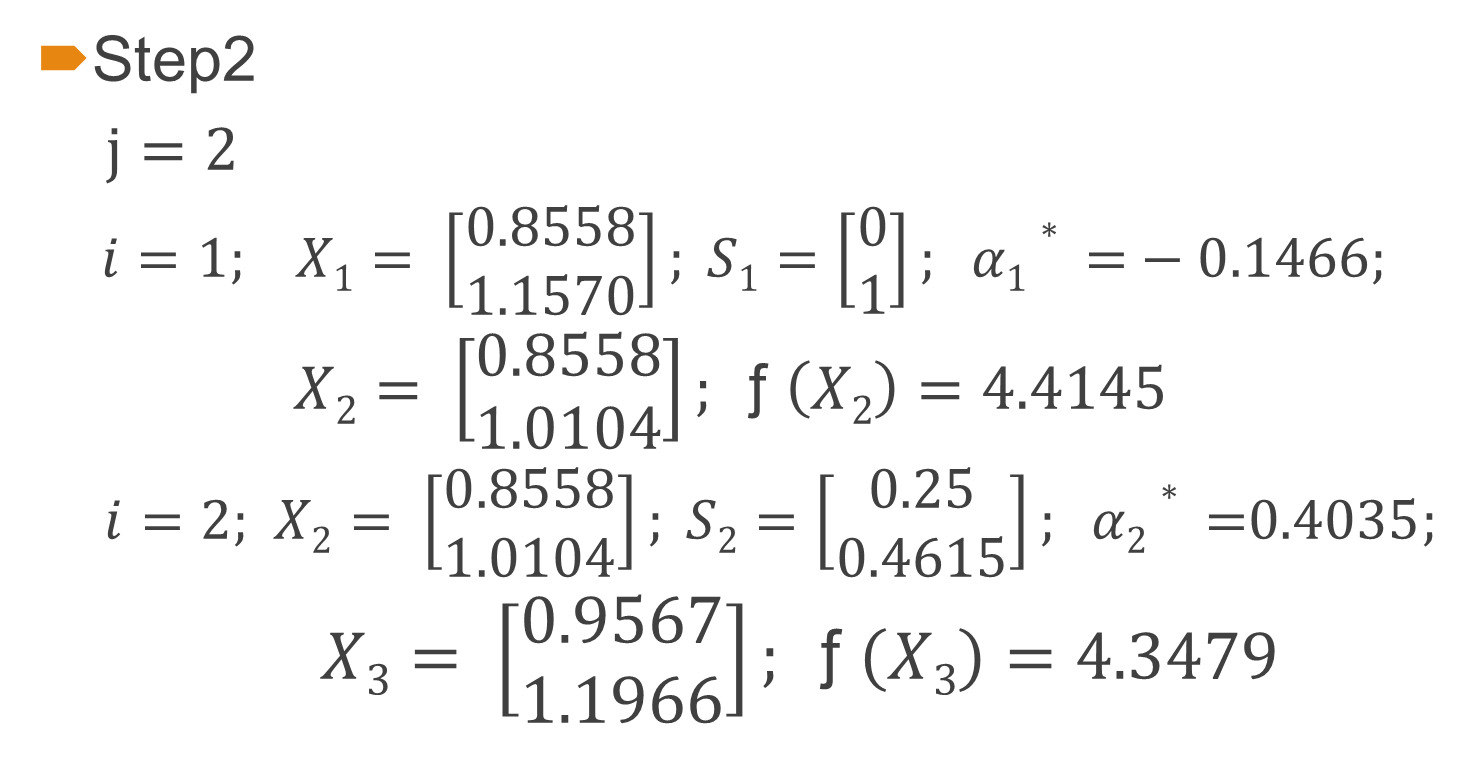 Step2
j = 2
i = 1; X₁ = [0.8558 1.1570]; S₁ = [0 1]; α₁* = − 0.1466;
X₂ = [0.8558 1.0104]; ƒ (X₂) = 4.4145
i = 2; X₂ = [0.8558 1.0104]; S₂ = [0.25 0.4615]; α₂* =0.4035;
X₃ = [0.9567 1.1966]; ƒ (X₃) = 4.3479